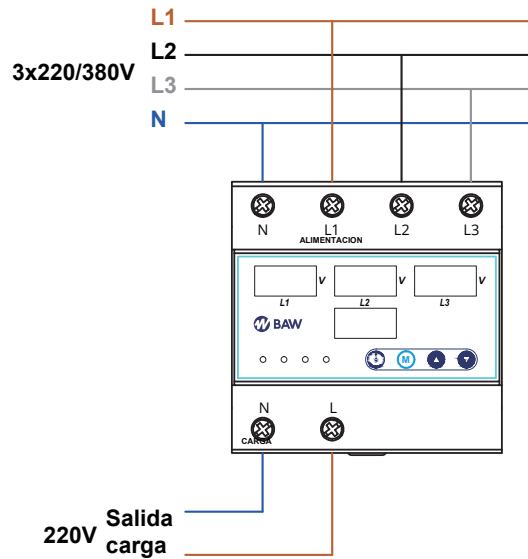 L1
L2
3x220/380V
L3
N
N L1 L2 L3
ALIMENTACION
V V V
L1 L2 L3
BAW
M
N L
CARGA
Salida
220V
carga